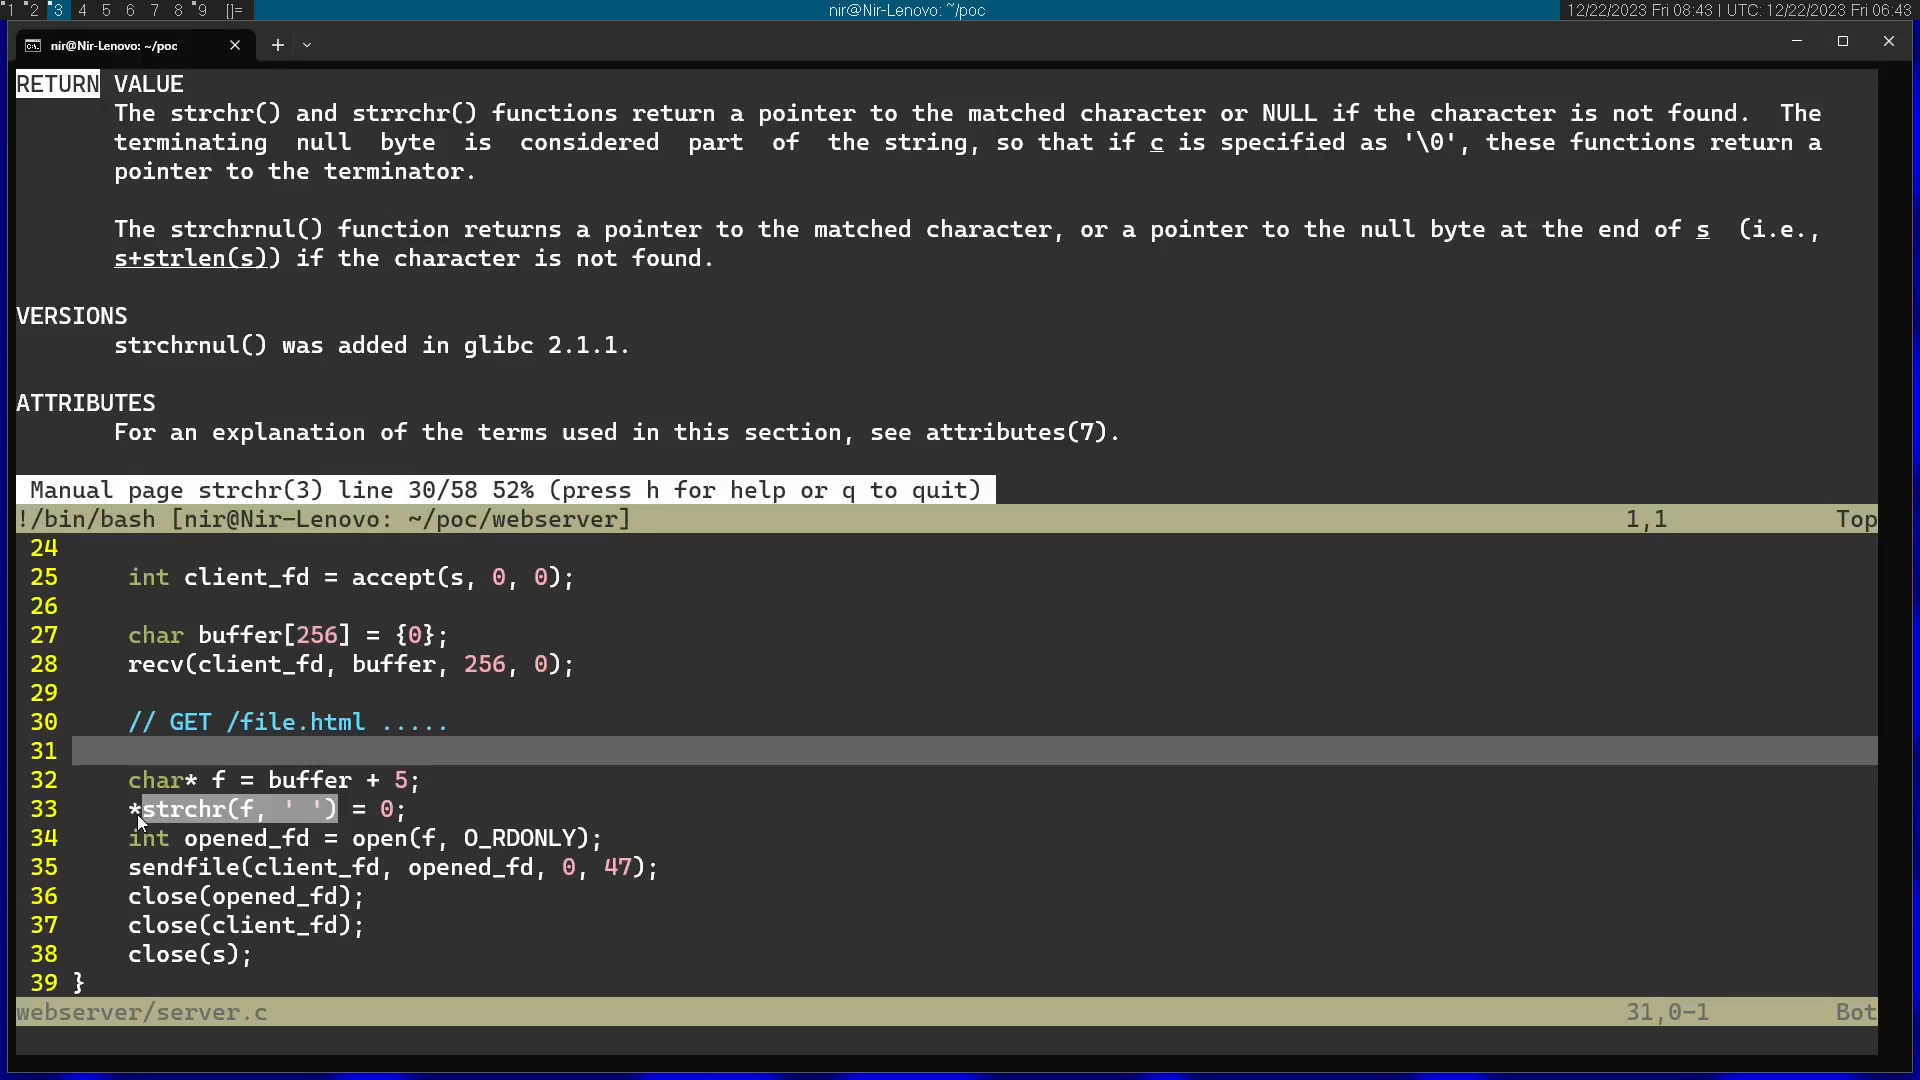 1 2 3 4 5 6 7 8 9 []= nir@Nir-Lenovo: ~/poc 12/22/2023 Fri 08:43 | UTC: 12/22/2023 Fri 06:43
nir@Nir-Lenovo: ~/poc
RETURN VALUE
The strchr() and strrchr() functions return a pointer to the matched character or NULL if the character is not found.  The
terminating  null  byte  is  considered  part  of  the string, so that if c is specified as '\0', these functions return a
pointer to the terminator.
The strchrnul() function returns a pointer to the matched character, or a pointer to the null byte at the end of s  (i.e.,
s+strlen(s)) if the character is not found.
VERSIONS
strchrnul() was added in glibc 2.1.1.
ATTRIBUTES
For an explanation of the terms used in this section, see attributes(7).
Manual page strchr(3) line 30/58 52% (press h for help or q to quit)
!/bin/bash [nir@Nir-Lenovo: ~/poc/webserver] 1,1 Top
24
25 int client_fd = accept(s, 0, 0);
26
27 char buffer[256] = {0};
28 recv(client_fd, buffer, 256, 0);
29
30 // GET /file.html .....
31
32 char* f = buffer + 5;
33 *strchr(f, ' ') = 0;
34 int opened_fd = open(f, O_RDONLY);
35 sendfile(client_fd, opened_fd, 0, 47);
36 close(opened_fd);
37 close(client_fd);
38 close(s);
39 }
webserver/server.c 31,0-1 Bot